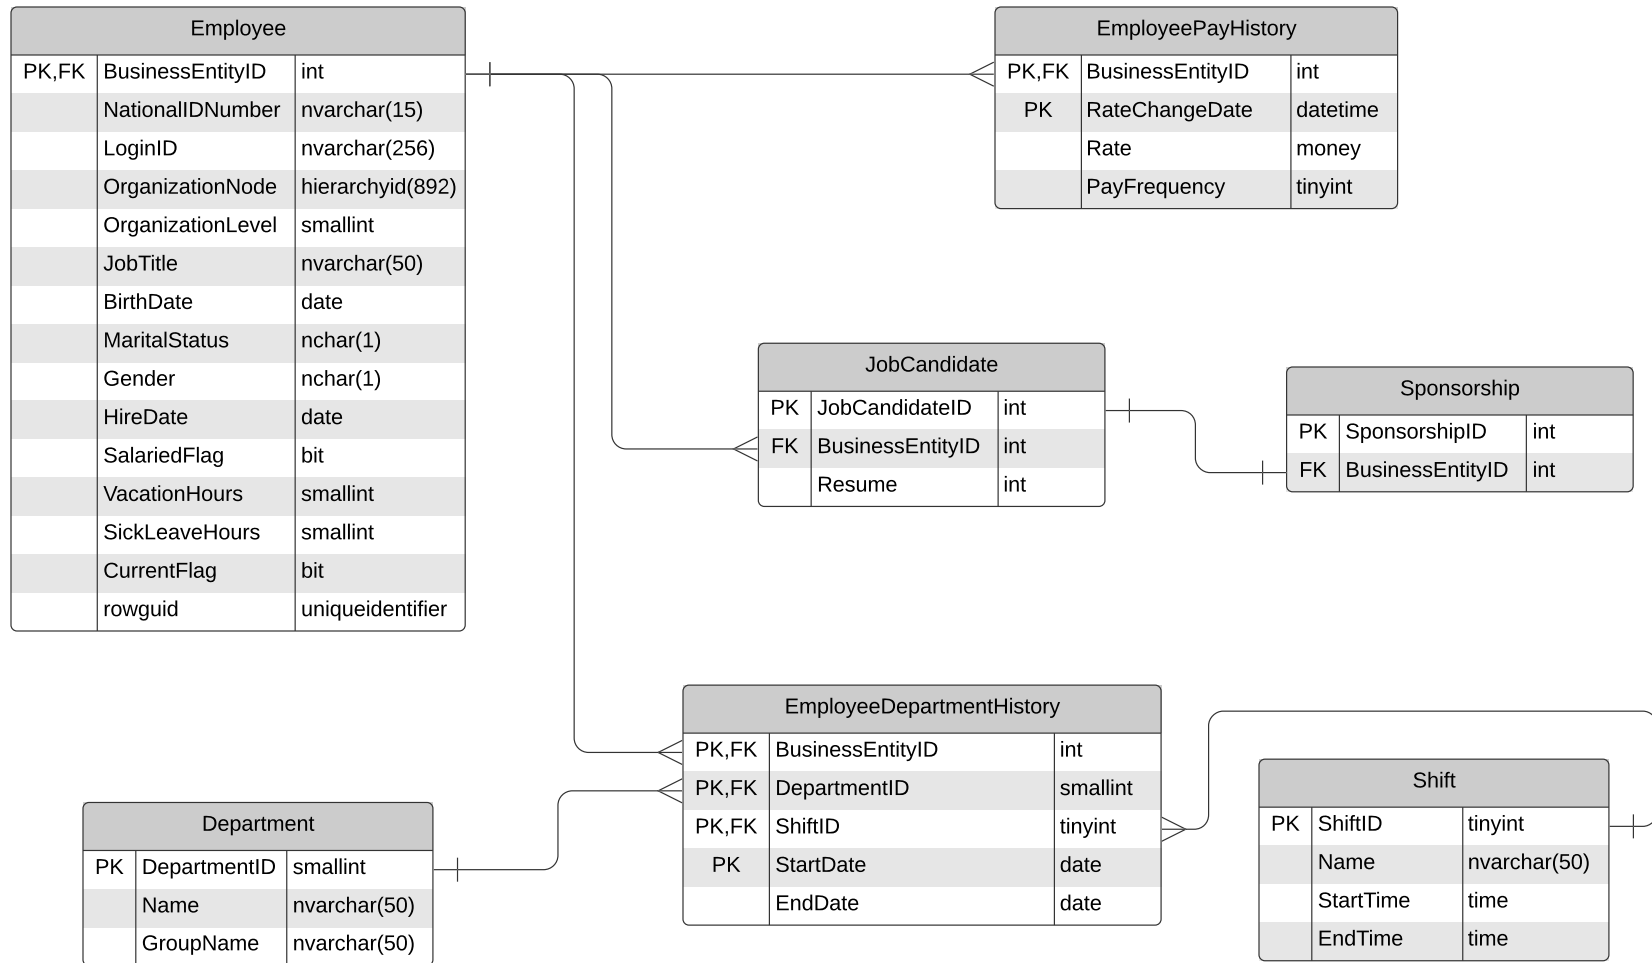 Employee
PK,FK BusinessEntityID int
NationalIDNumber nvarchar(15)
LoginID nvarchar(256)
OrganizationNode hierarchyid(892)
OrganizationLevel smallint
JobTitle nvarchar(50)
BirthDate date
MaritalStatus nchar(1)
Gender nchar(1)
HireDate date
SalariedFlag bit
VacationHours smallint
SickLeaveHours smallint
CurrentFlag bit
rowguid uniqueidentifier
EmployeePayHistory
PK,FK BusinessEntityID int
PK RateChangeDate datetime
Rate money
PayFrequency tinyint
JobCandidate
PK JobCandidateID int
FK BusinessEntityID int
Resume int
Sponsorship
PK SponsorshipID int
FK BusinessEntityID int
EmployeeDepartmentHistory
PK,FK BusinessEntityID int
PK,FK DepartmentID smallint
PK,FK ShiftID tinyint
PK StartDate date
EndDate date
Shift
PK ShiftID tinyint
Name nvarchar(50)
StartTime time
EndTime time
Department
PK DepartmentID smallint
Name nvarchar(50)
GroupName nvarchar(50)